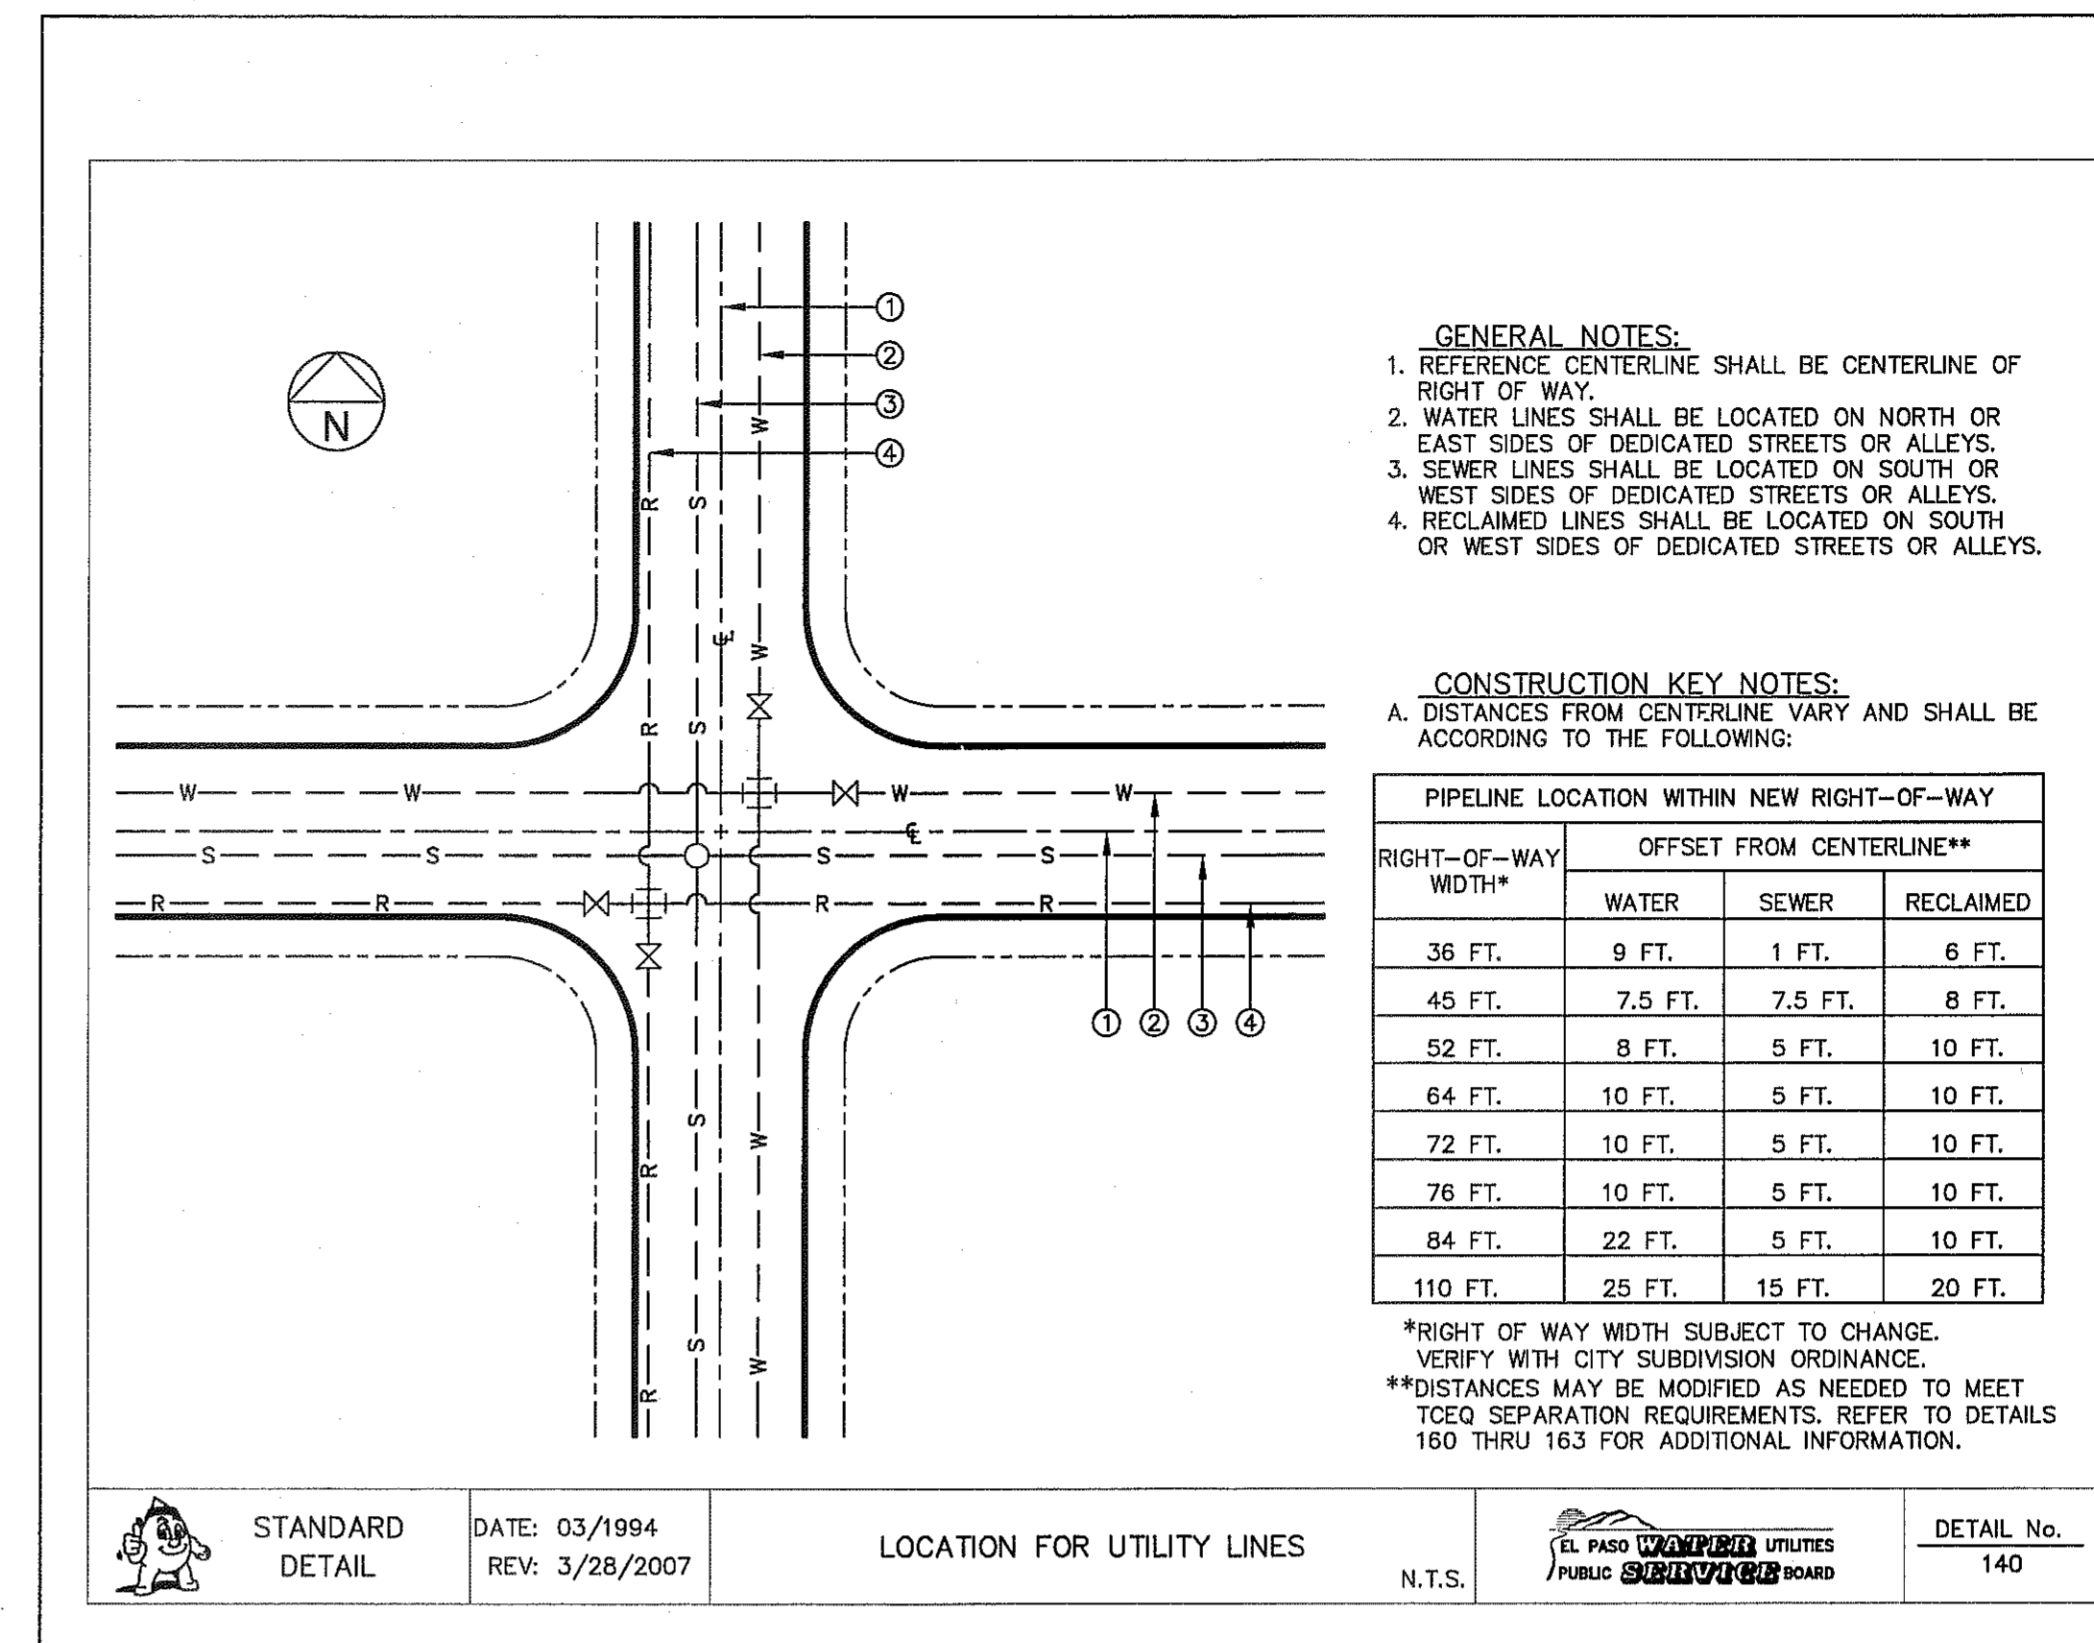 ①
②
③
④
N
W
R
S
℄
W
R
S
W
W
W
W
℄
S
S
S
S
R
R
R
R
①
②
③
④
S
W
R
S
W
R
GENERAL NOTES:
1. REFERENCE CENTERLINE SHALL BE CENTERLINE OF
RIGHT OF WAY.
2. WATER LINES SHALL BE LOCATED ON NORTH OR
EAST SIDES OF DEDICATED STREETS OR ALLEYS.
3. SEWER LINES SHALL BE LOCATED ON SOUTH OR
WEST SIDES OF DEDICATED STREETS OR ALLEYS.
4. RECLAIMED LINES SHALL BE LOCATED ON SOUTH
OR WEST SIDES OF DEDICATED STREETS OR ALLEYS.
CONSTRUCTION KEY NOTES:
A. DISTANCES FROM CENTERLINE VARY AND SHALL BE
ACCORDING TO THE FOLLOWING:
PIPELINE LOCATION WITHIN NEW RIGHT-OF-WAY
RIGHT-OF-WAY
WIDTH*
OFFSET FROM CENTERLINE**
WATER SEWER RECLAIMED
36 FT. 9 FT. 1 FT. 6 FT.
45 FT. 7.5 FT. 7.5 FT. 8 FT.
52 FT. 8 FT. 5 FT. 10 FT.
64 FT. 10 FT. 5 FT. 10 FT.
72 FT. 10 FT. 5 FT. 10 FT.
76 FT. 10 FT. 5 FT. 10 FT.
84 FT. 22 FT. 5 FT. 10 FT.
110 FT. 25 FT. 15 FT. 20 FT.
*RIGHT OF WAY WIDTH SUBJECT TO CHANGE.
VERIFY WITH CITY SUBDIVISION ORDINANCE.
**DISTANCES MAY BE MODIFIED AS NEEDED TO MEET
TCEQ SEPARATION REQUIREMENTS. REFER TO DETAILS
160 THRU 163 FOR ADDITIONAL INFORMATION.
STANDARD
DETAIL
DATE: 03/1994
REV: 3/28/2007
LOCATION FOR UTILITY LINES
N.T.S.
EL PASO WATER UTILITIES
PUBLIC SERVICE BOARD
DETAIL No.
140